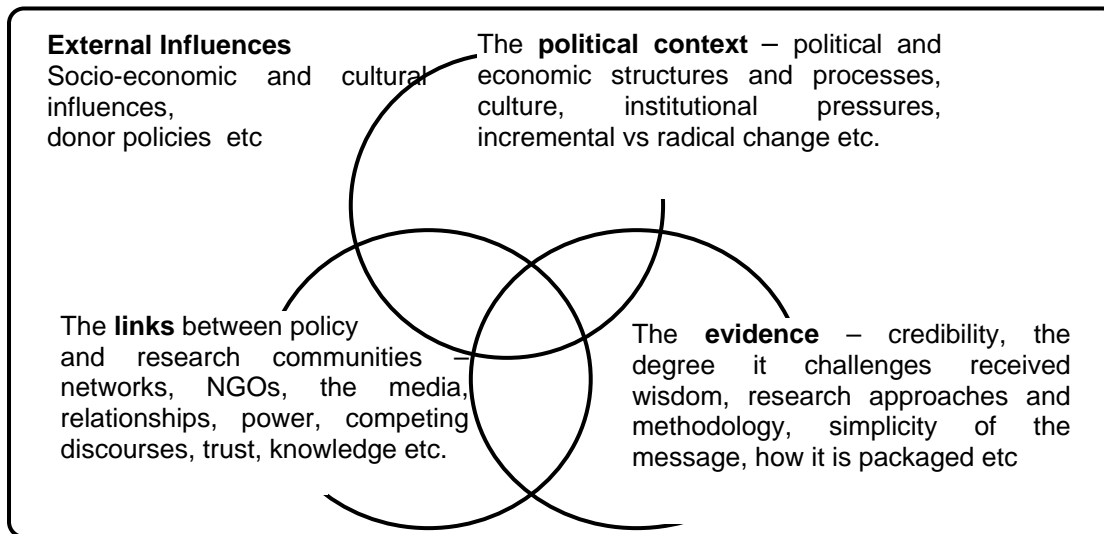 External Influences
Socio-economic and cultural
influences,
donor policies etc
The political context – political and
economic structures and processes,
culture, institutional pressures,
incremental vs radical change etc.
The links between policy
and research communities –
networks, NGOs, the media,
relationships, power, competing
discourses, trust, knowledge etc.
The evidence – credibility, the
degree it challenges received
wisdom, research approaches and
methodology, simplicity of the
message, how it is packaged etc